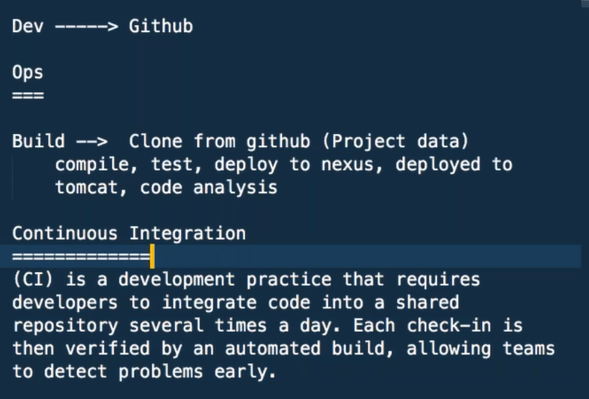 Dev -----> Github
Ops
===
Build --> Clone from github (Project data)
compile, test, deploy to nexus, deployed to
tomcat, code analysis
Continuous Integration
=============
(CI) is a development practice that requires
developers to integrate code into a shared
repository several times a day. Each check-in is
then verified by an automated build, allowing teams
to detect problems early.